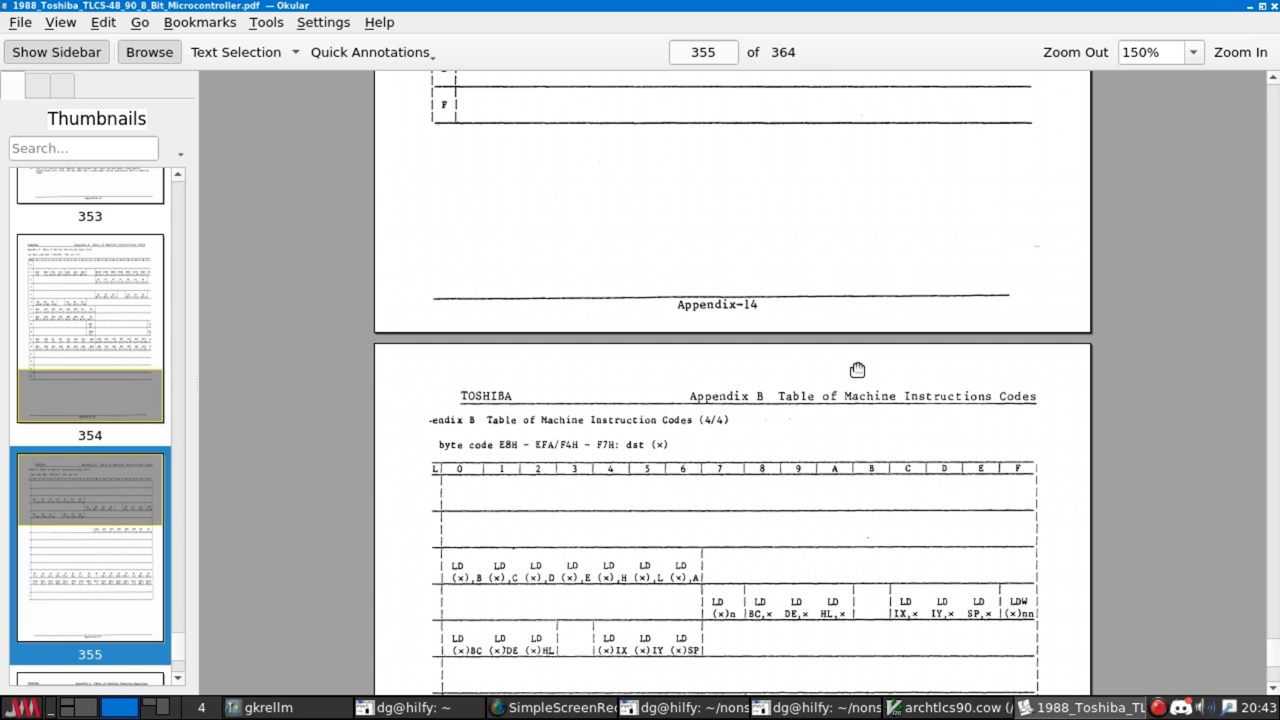 1988_Toshiba_TLCS-48_90_8_Bit_Microcontroller.pdf — Okular
File View Edit Go Bookmarks Tools Settings Help
Show Sidebar Browse Text Selection Quick Annotations 355 of 364 Zoom Out 150% Zoom In
Thumbnails
Search...
353
354
355
F
Appendix-14
TOSHIBA Appendix B Table of Machine Instructions Codes
-endix B Table of Machine Instruction Codes (4/4)
byte code E8H - EFA/F4H - F7H: dst (×)
L 0 1 2 3 4 5 6 7 8 9 A B C D E F
LD LD LD LD LD LD LD
(×),B (×),C (×),D (×),E (×),H (×),L (×),A
LD LD LD LD LD LD LD LDW
(×)n BC,× DE,× HL,× IX,× IY,× SP,× (×)nn
LD LD LD LD LD LD
(×)BC (×)DE (×)HL (×)IX (×)IY (×)SP
4 gkrellm dg@hilfy: ~ SimpleScreenRe dg@hilfy: ~/nons dg@hilfy: ~/nons archtlcs90.cow (/ 1988_Toshiba_TL 20:43